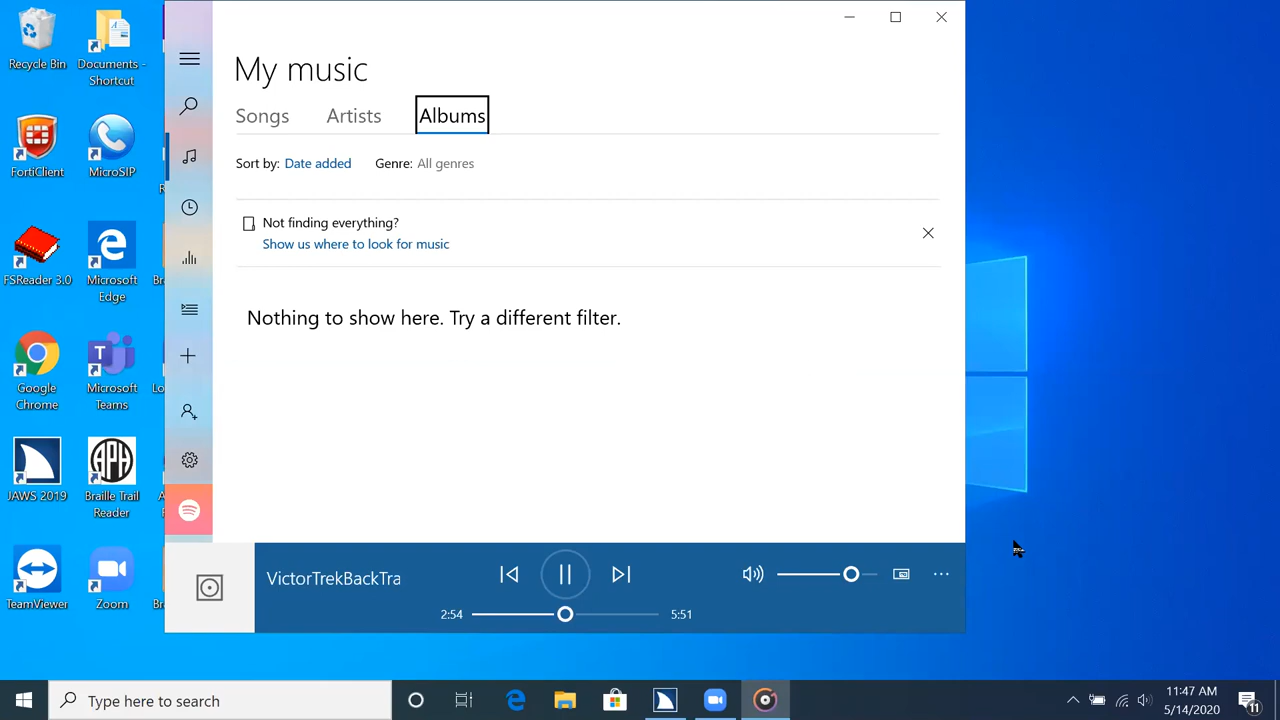 Recycle Bin
Documents -
Shortcut
FortiClient
MicroSIP
FSReader 3.0
Microsoft
Edge
Google
Chrome
Microsoft
Teams
JAWS 2019
APH
Braille Trail
Reader
TeamViewer
Zoom
My music
Songs
Artists
Albums
Sort by: Date added
Genre: All genres
Not finding everything?
Show us where to look for music
Nothing to show here. Try a different filter.
VictorTrekBackTra
2:54
5:51
Type here to search
11:47 AM
5/14/2020
11